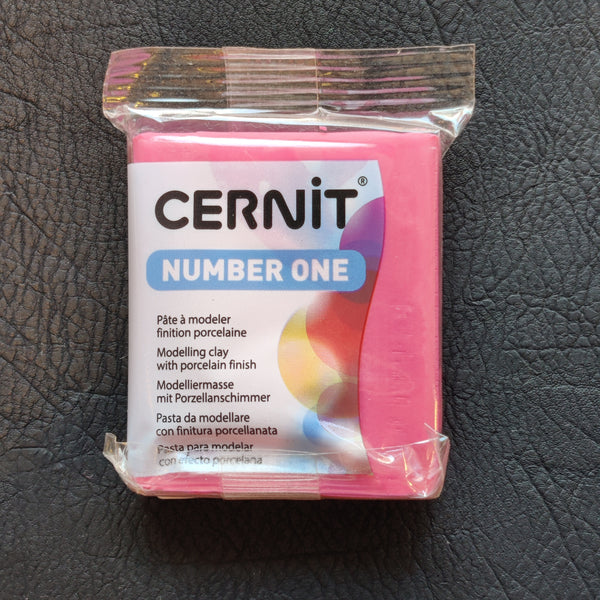 CERNiT®
NUMBER ONE
Pâte à modeler
finition porcelaine
Modelling clay
with porcelain finish
Modelliermasse
mit Porzellanschimmer
Pasta da modellare
con finitura porcellanata
Pasta para modelar
con efecto porcelana